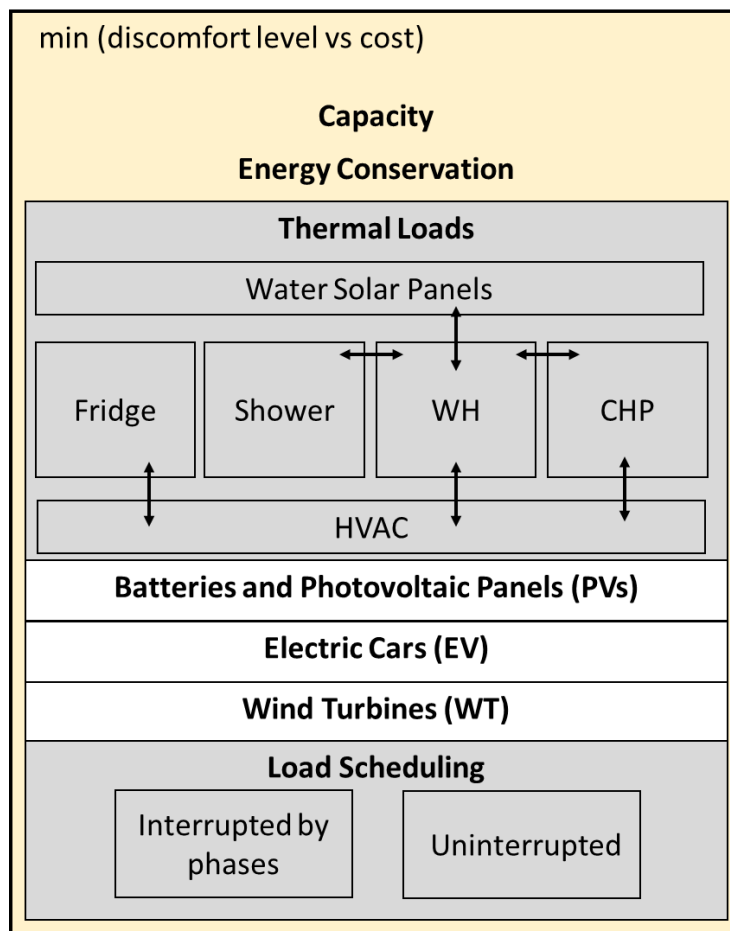 min (discomfort level vs cost)
Capacity
Energy Conservation
Thermal Loads
Water Solar Panels
Fridge
Shower
WH
CHP
HVAC
Batteries and Photovoltaic Panels (PVs)
Electric Cars (EV)
Wind Turbines (WT)
Load Scheduling
Interrupted by
phases
Uninterrupted